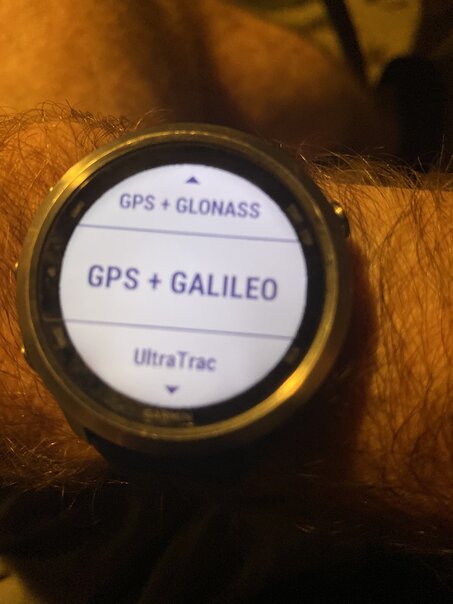 GPS + GLONASS
GPS + GALILEO
UltraTrac
GARMIN